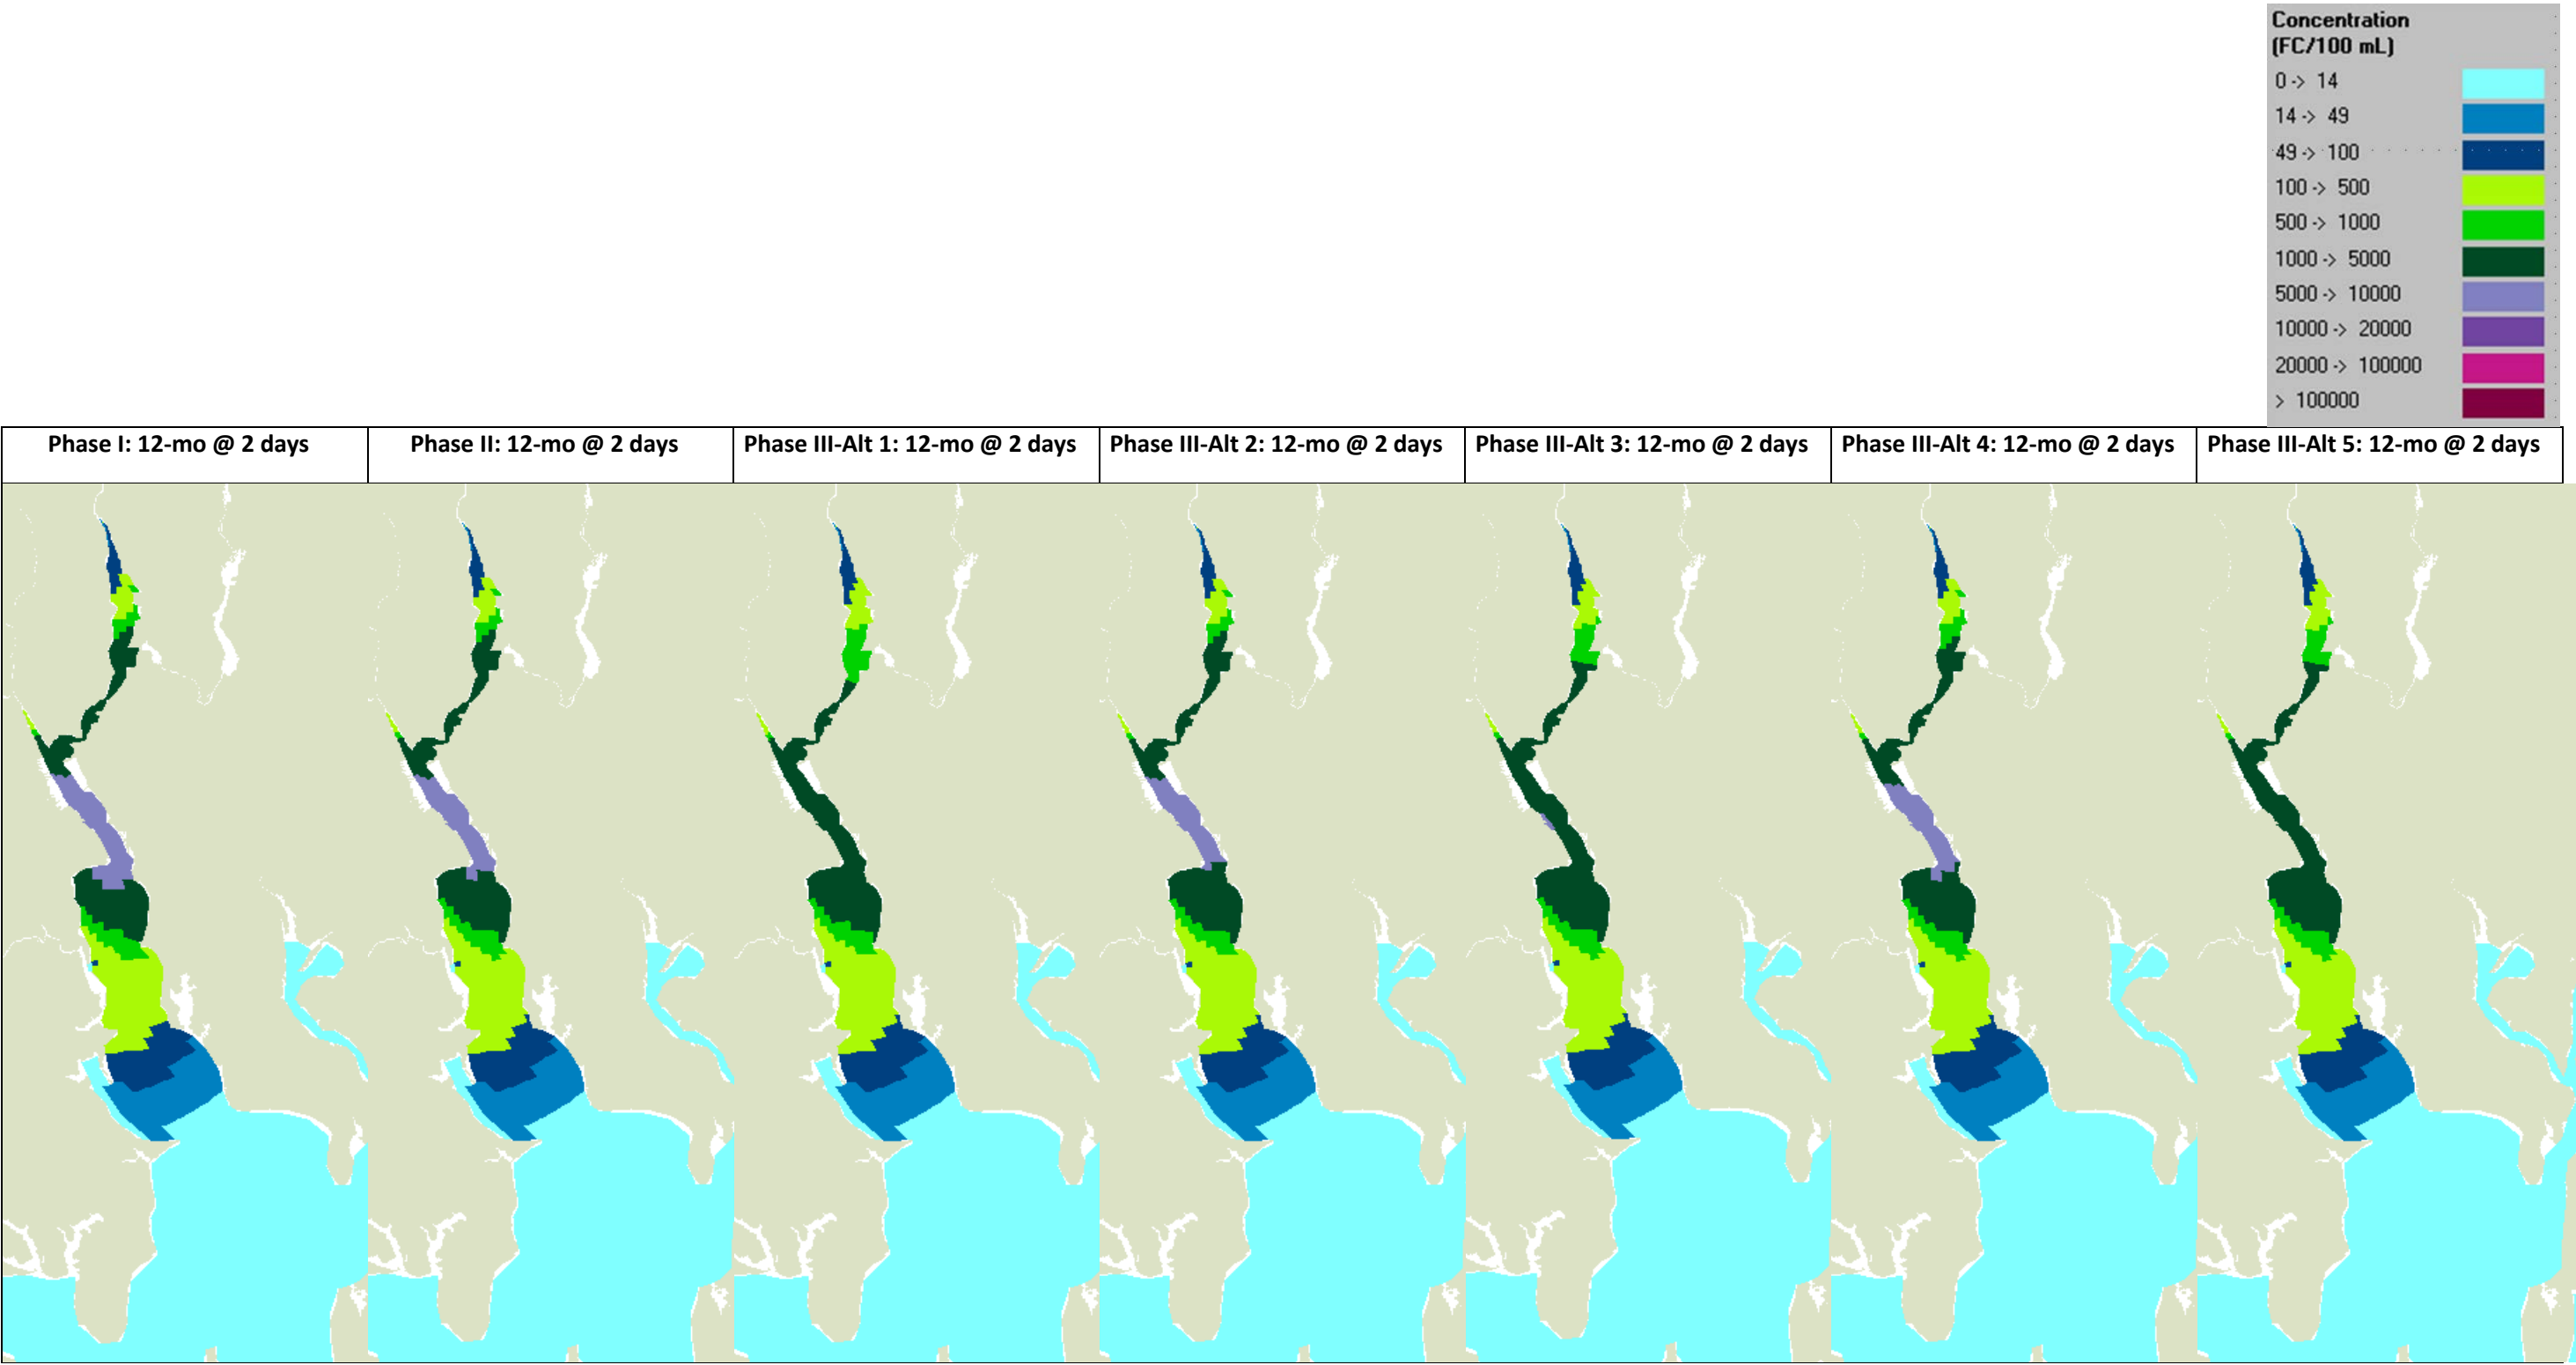 Concentration
(FC/100 mL)
0 -> 14
14 -> 49
49 -> 100
100 -> 500
500 -> 1000
1000 -> 5000
5000 -> 10000
10000 -> 20000
20000 -> 100000
> 100000
Phase I: 12-mo @ 2 days
Phase II: 12-mo @ 2 days
Phase III-Alt 1: 12-mo @ 2 days
Phase III-Alt 2: 12-mo @ 2 days
Phase III-Alt 3: 12-mo @ 2 days
Phase III-Alt 4: 12-mo @ 2 days
Phase III-Alt 5: 12-mo @ 2 days